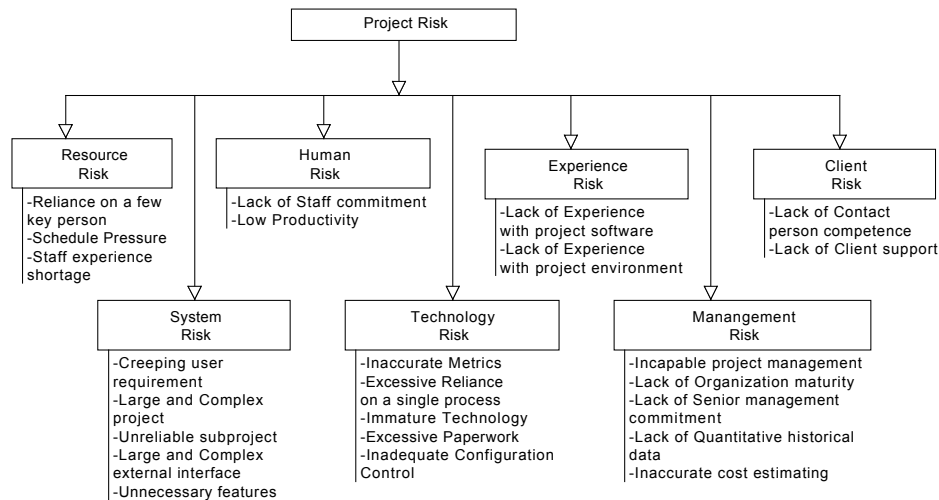 Project Risk
Resource
Risk
-Reliance on a few
key person
-Schedule Pressure
-Staff experience
shortage
Human
Risk
-Lack of Staff commitment
-Low Productivity
Experience
Risk
-Lack of Experience
with project software
-Lack of Experience
with project environment
Client
Risk
-Lack of Contact
person competence
-Lack of Client support
System
Risk
-Creeping user
requirement
-Large and Complex
project
-Unreliable subproject
-Large and Complex
external interface
-Unnecessary features
Technology
Risk
-Inaccurate Metrics
-Excessive Reliance
on a single process
-Immature Technology
-Excessive Paperwork
-Inadequate Configuration
Control
Manangement
Risk
-Incapable project management
-Lack of Organization maturity
-Lack of Senior management
commitment
-Lack of Quantitative historical
data
-Inaccurate cost estimating